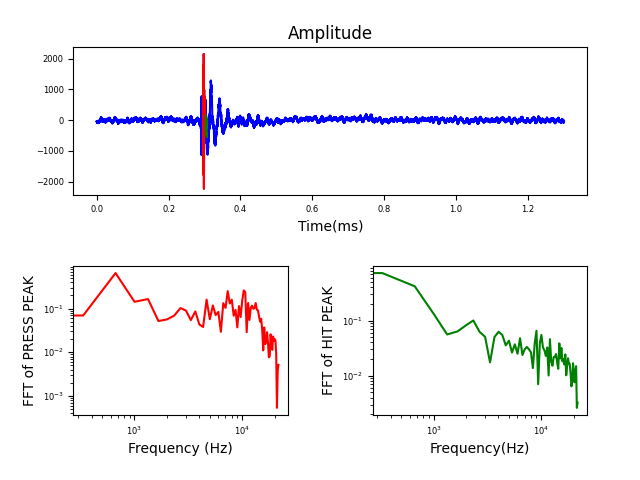 Amplitude
2000
1000
0
−1000
−2000
0.0 0.2 0.4 0.6 0.8 1.0 1.2
Time(ms)
FFT of PRESS PEAK
10⁻¹
10⁻²
10⁻³
10³ 10⁴
Frequency (Hz)
FFT of HIT PEAK
10⁻¹
10⁻²
10³ 10⁴
Frequency(Hz)